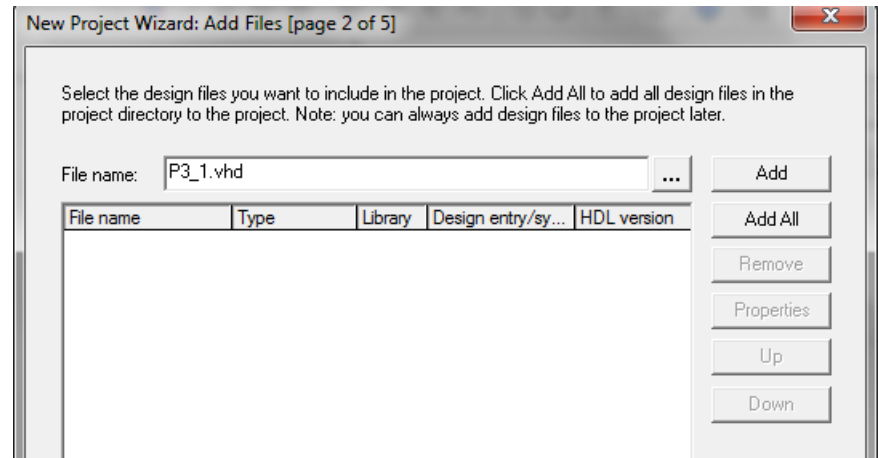 New Project Wizard: Add Files [page 2 of 5]
x
Select the design files you want to include in the project. Click Add All to add all design files in the
project directory to the project. Note: you can always add design files to the project later.
File name: P3_1.vhd ... Add
File name Type Library Design entry/sy... HDL version Add All
Remove
Properties
Up
Down